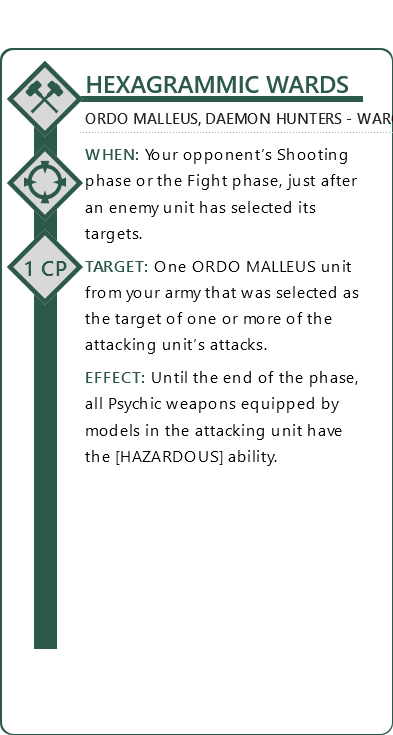 HEXAGRAMMIC WARDS
ORDO MALLEUS, DAEMON HUNTERS - WAR
WHEN: Your opponent's Shooting
phase or the Fight phase, just after
an enemy unit has selected its
targets.
1 CP
TARGET: One ORDO MALLEUS unit
from your army that was selected as
the target of one or more of the
attacking unit's attacks.
EFFECT: Until the end of the phase,
all Psychic weapons equipped by
models in the attacking unit have
the [HAZARDOUS] ability.